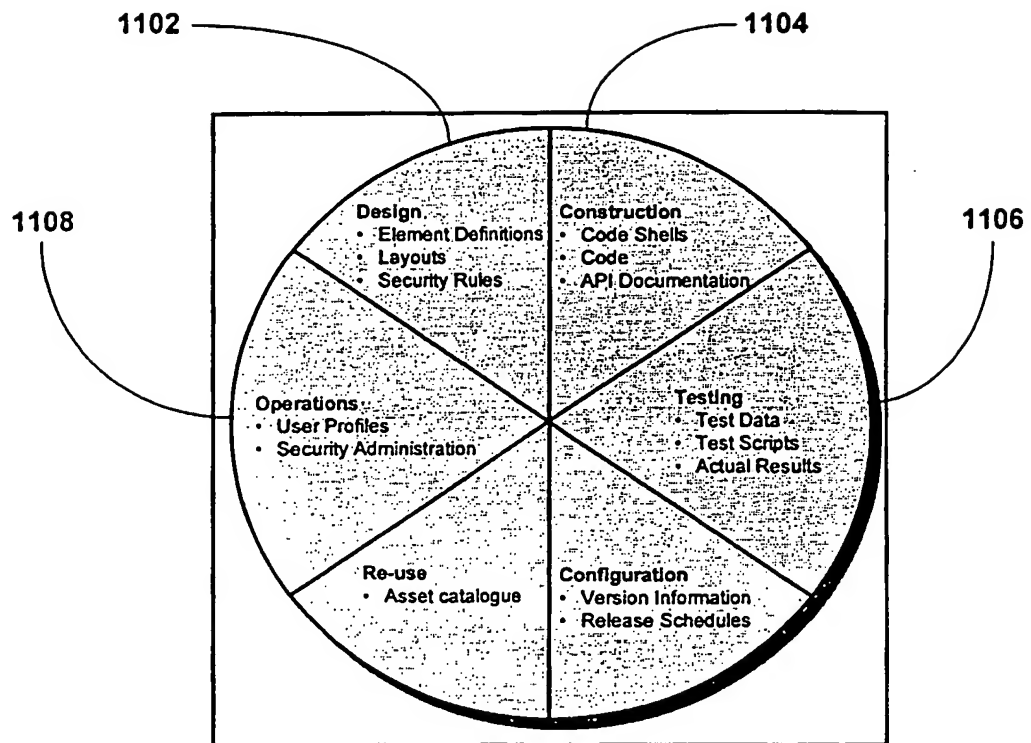 1102
1104
1108
1106
Design
• Element Definitions
• Layouts
• Security Rules
Construction
• Code Shells
• Code
• API Documentation
Operations
• User Profiles
• Security Administration
Testing
• Test Data
• Test Scripts
• Actual Results
Re-use
• Asset catalogue
Configuration
• Version Information
• Release Schedules